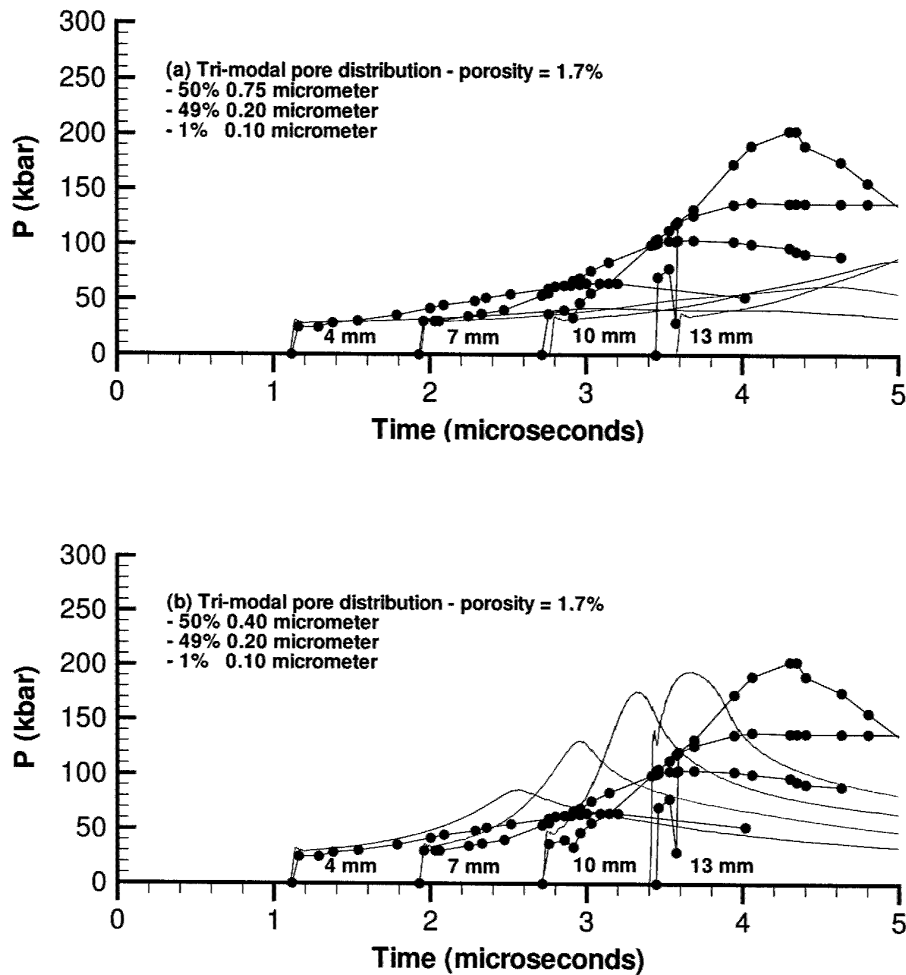 300
250
200
150
100
50
0
P (kbar)
(a) Tri-modal pore distribution - porosity = 1.7%
- 50% 0.75 micrometer
- 49% 0.20 micrometer
- 1% 0.10 micrometer
4 mm
7 mm
10 mm
13 mm
0 1 2 3 4 5
Time (microseconds)
300
250
200
150
100
50
0
P (kbar)
(b) Tri-modal pore distribution - porosity = 1.7%
- 50% 0.40 micrometer
- 49% 0.20 micrometer
- 1% 0.10 micrometer
4 mm
7 mm
10 mm
13 mm
0 1 2 3 4 5
Time (microseconds)